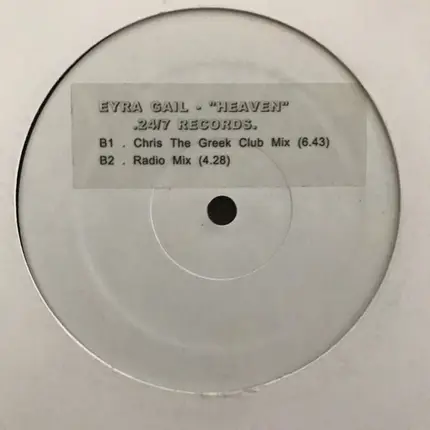 EYRA GAIL - "HEAVEN"
.24/7 RECORDS.
B1 . Chris The Greek Club Mix (6.43)
B2 . Radio Mix (4.28)